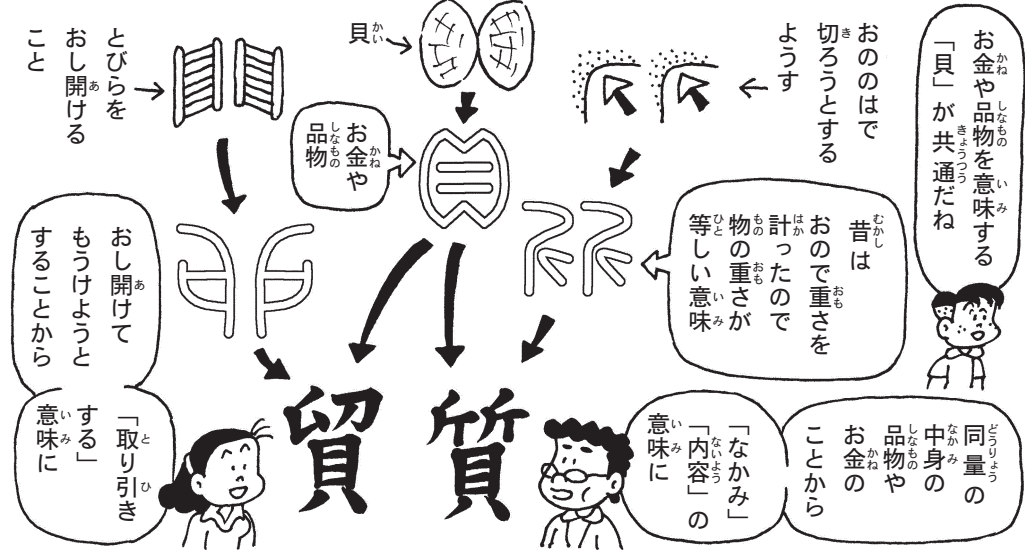 お金や品物を意味する
「貝」が共通だね
おののはで
切ろうとする
ようす
貝
とびらを
おし開ける
こと
お金や
品物
昔は
おので重さを
計ったので
物の重さが
等しい意味
おし開けて
もうけようと
することから
同量の
中身の
品物や
お金の
ことから
「なかみ」
「内容」の
意味に
質
貿
「取り引き
する」
意味に